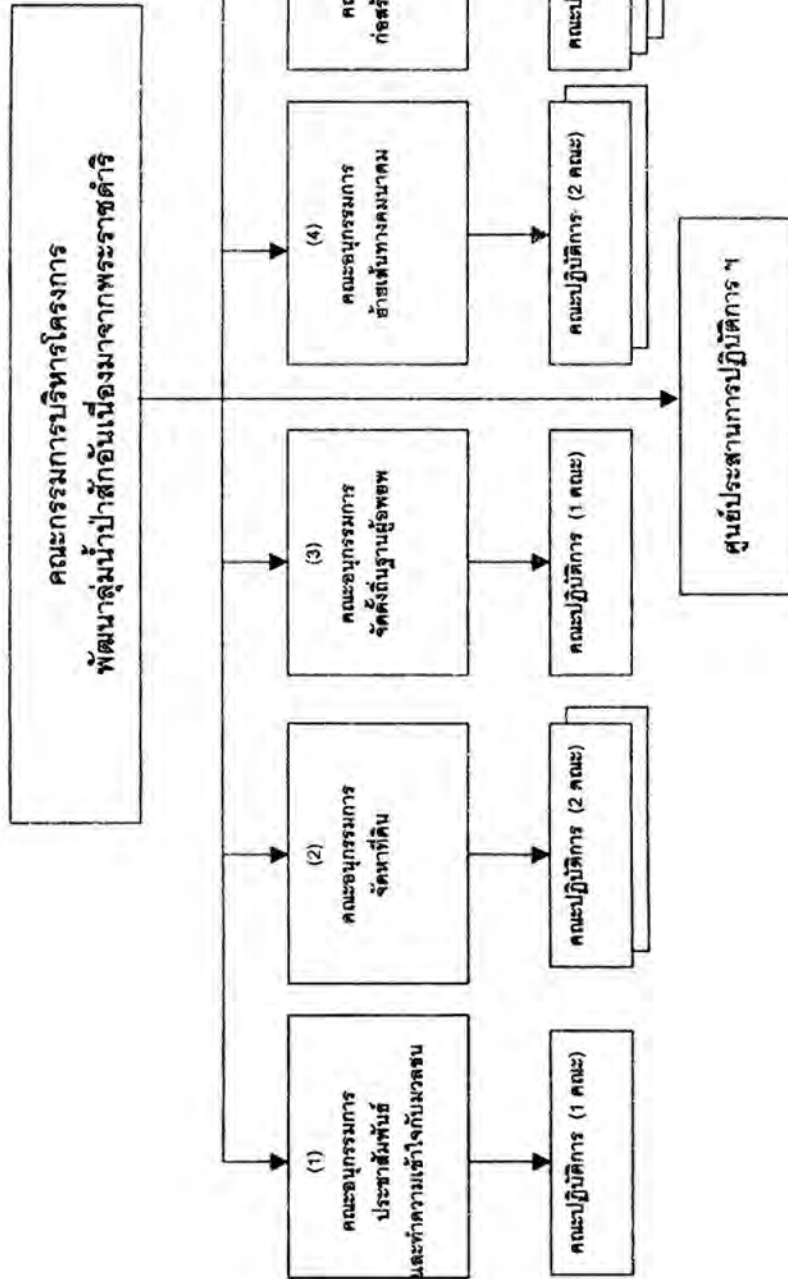 คณะกรรมการบริหารโครงการ
พัฒนาลุ่มน้ำป่าสักอันเนื่องมาจากพระราชดำริ
(1)
คณะอนุกรรมการ
ประชาสัมพันธ์
และทำความเข้าใจกับมวลชน
(2)
คณะอนุกรรมการ
จัดหาที่ดิน
(3)
คณะอนุกรรมการ
จัดตั้งถิ่นฐานผู้อพยพ
(4)
คณะอนุกรรมการ
ย้ายเส้นทางคมนาคม
คณะปฏิบัติการ (1 คณะ)
คณะปฏิบัติการ (2 คณะ)
คณะปฏิบัติการ (1 คณะ)
คณะปฏิบัติการ (2 คณะ)
ศูนย์ประสานการปฏิบัติการ ฯ